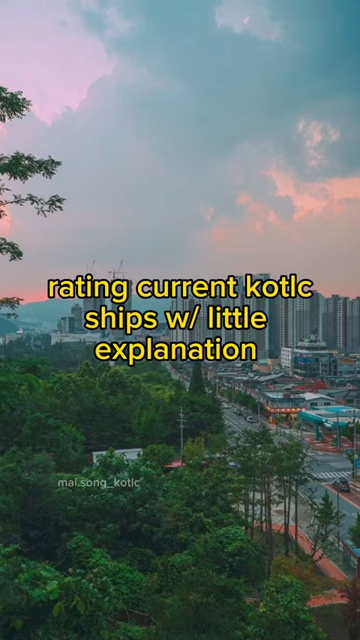 rating current kotlc
ships w/ little
explanation
mai.song_kotlc